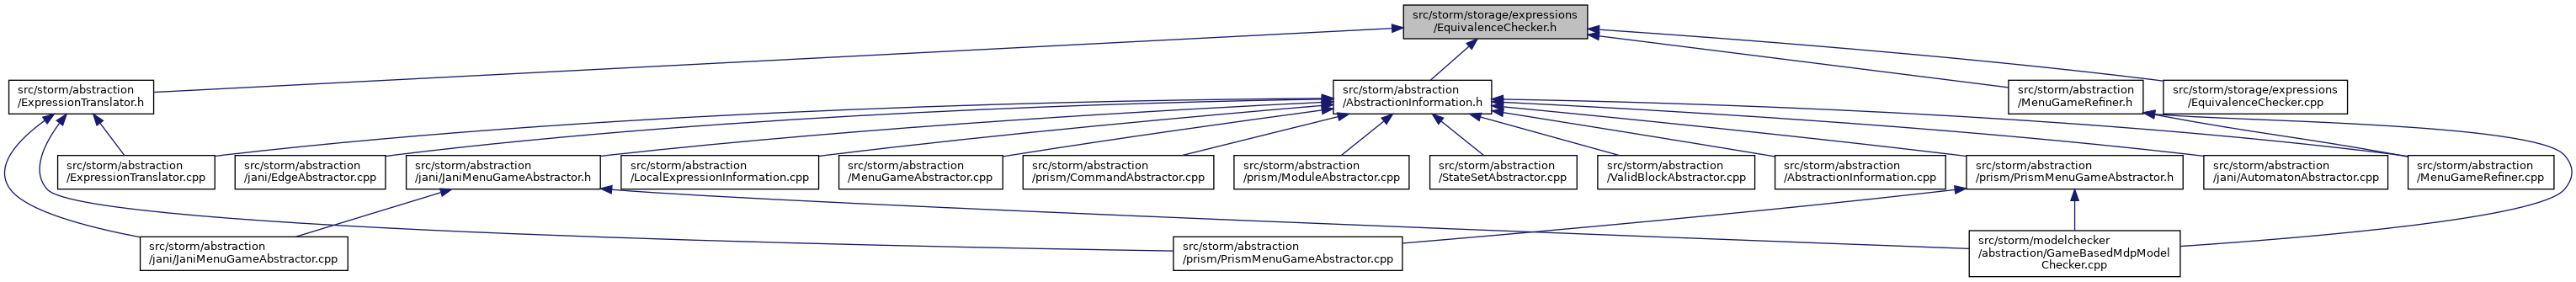 src/storm/storage/expressions
/EquivalenceChecker.h
src/storm/abstraction
/ExpressionTranslator.h
src/storm/abstraction
/AbstractionInformation.h
src/storm/abstraction
/MenuGameRefiner.h
src/storm/storage/expressions
/EquivalenceChecker.cpp
src/storm/abstraction
/ExpressionTranslator.cpp
src/storm/abstraction
/jani/EdgeAbstractor.cpp
src/storm/abstraction
/jani/JaniMenuGameAbstractor.h
src/storm/abstraction
/LocalExpressionInformation.cpp
src/storm/abstraction
/MenuGameAbstractor.cpp
src/storm/abstraction
/prism/CommandAbstractor.cpp
src/storm/abstraction
/prism/ModuleAbstractor.cpp
src/storm/abstraction
/StateSetAbstractor.cpp
src/storm/abstraction
/ValidBlockAbstractor.cpp
src/storm/abstraction
/AbstractionInformation.cpp
src/storm/abstraction
/prism/PrismMenuGameAbstractor.h
src/storm/abstraction
/jani/AutomatonAbstractor.cpp
src/storm/abstraction
/MenuGameRefiner.cpp
src/storm/abstraction
/jani/JaniMenuGameAbstractor.cpp
src/storm/abstraction
/prism/PrismMenuGameAbstractor.cpp
src/storm/modelchecker
/abstraction/GameBasedMdpModel
Checker.cpp